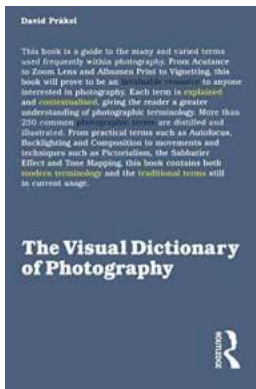 David Präkel
This book is a guide to the many and varied terms
used frequently within photography. From Acutance
to Zoom Lens and Albumen Print to Vignetting, this
book will prove to be an invaluable resource to anyone
interested in photography. Each term is explained
and contextualised, giving the reader a greater
understanding of photographic terminology. More than
250 common photographic terms are distilled and
illustrated. From practical terms such as Autofocus,
Backlighting and Composition to movements and
techniques such as Pictorialism, the Sabbatier
Effect and Tone Mapping, this book contains both
modern terminology and the traditional terms still
in current usage.
The Visual Dictionary
of Photography
ROUTLEDGE